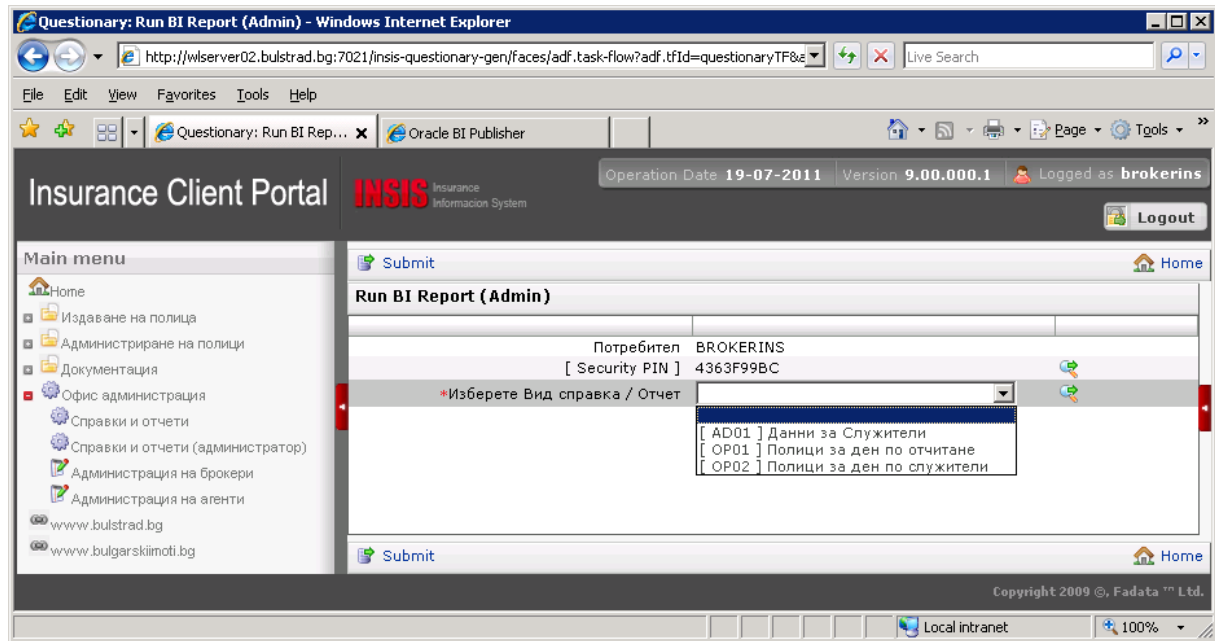 Questionary: Run BI Report (Admin) - Windows Internet Explorer
http://wlserver02.bulstrad.bg:7021/insis-questionary-gen/faces/adf.task-flow?adf.tfId=questionaryTF&a
Live Search
File Edit View Favorites Tools Help
Questionary: Run BI Rep... Oracle BI Publisher Page Tools »
Insurance Client Portal
INSIS Insurance Informacion System
Operation Date 19-07-2011 Version 9.00.000.1 Logged as brokerins
Logout
Main menu
Home
Издаване на полица
Администриране на полици
Документация
Офис администрация
Справки и отчети
Справки и отчети (администратор)
Администрация на брокери
Администрация на агенти
www.bulstrad.bg
www.bulgarskiimoti.bg
Submit Home
Run BI Report (Admin)
Потребител BROKERINS
[ Security PIN ] 4363F99BC
*Изберете Вид справка / Отчет
[ AD01 ] Данни за Служители
[ OP01 ] Полици за ден по отчитане
[ OP02 ] Полици за ден по служители
Submit Home
Copyright 2009 ©, Fadata ™ Ltd.
Local intranet 100%